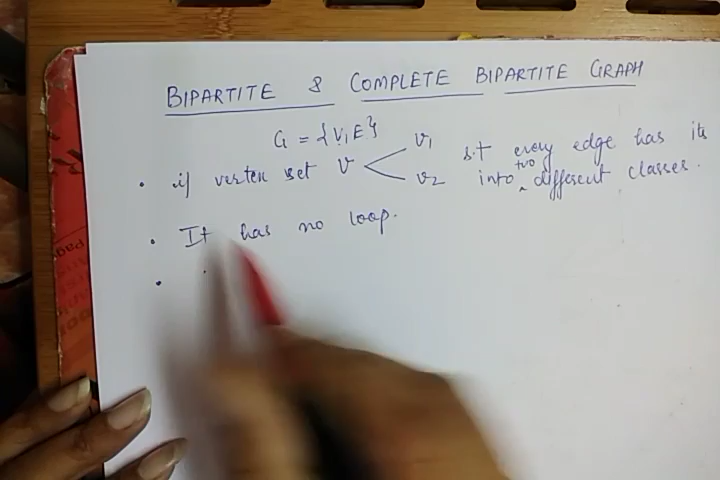 BIPARTITE & COMPLETE BIPARTITE GRAPH
G = {V, E}
• if vertex set V < V1 s.t every edge has its
V2 into two different classes.
• It has no loop.
•